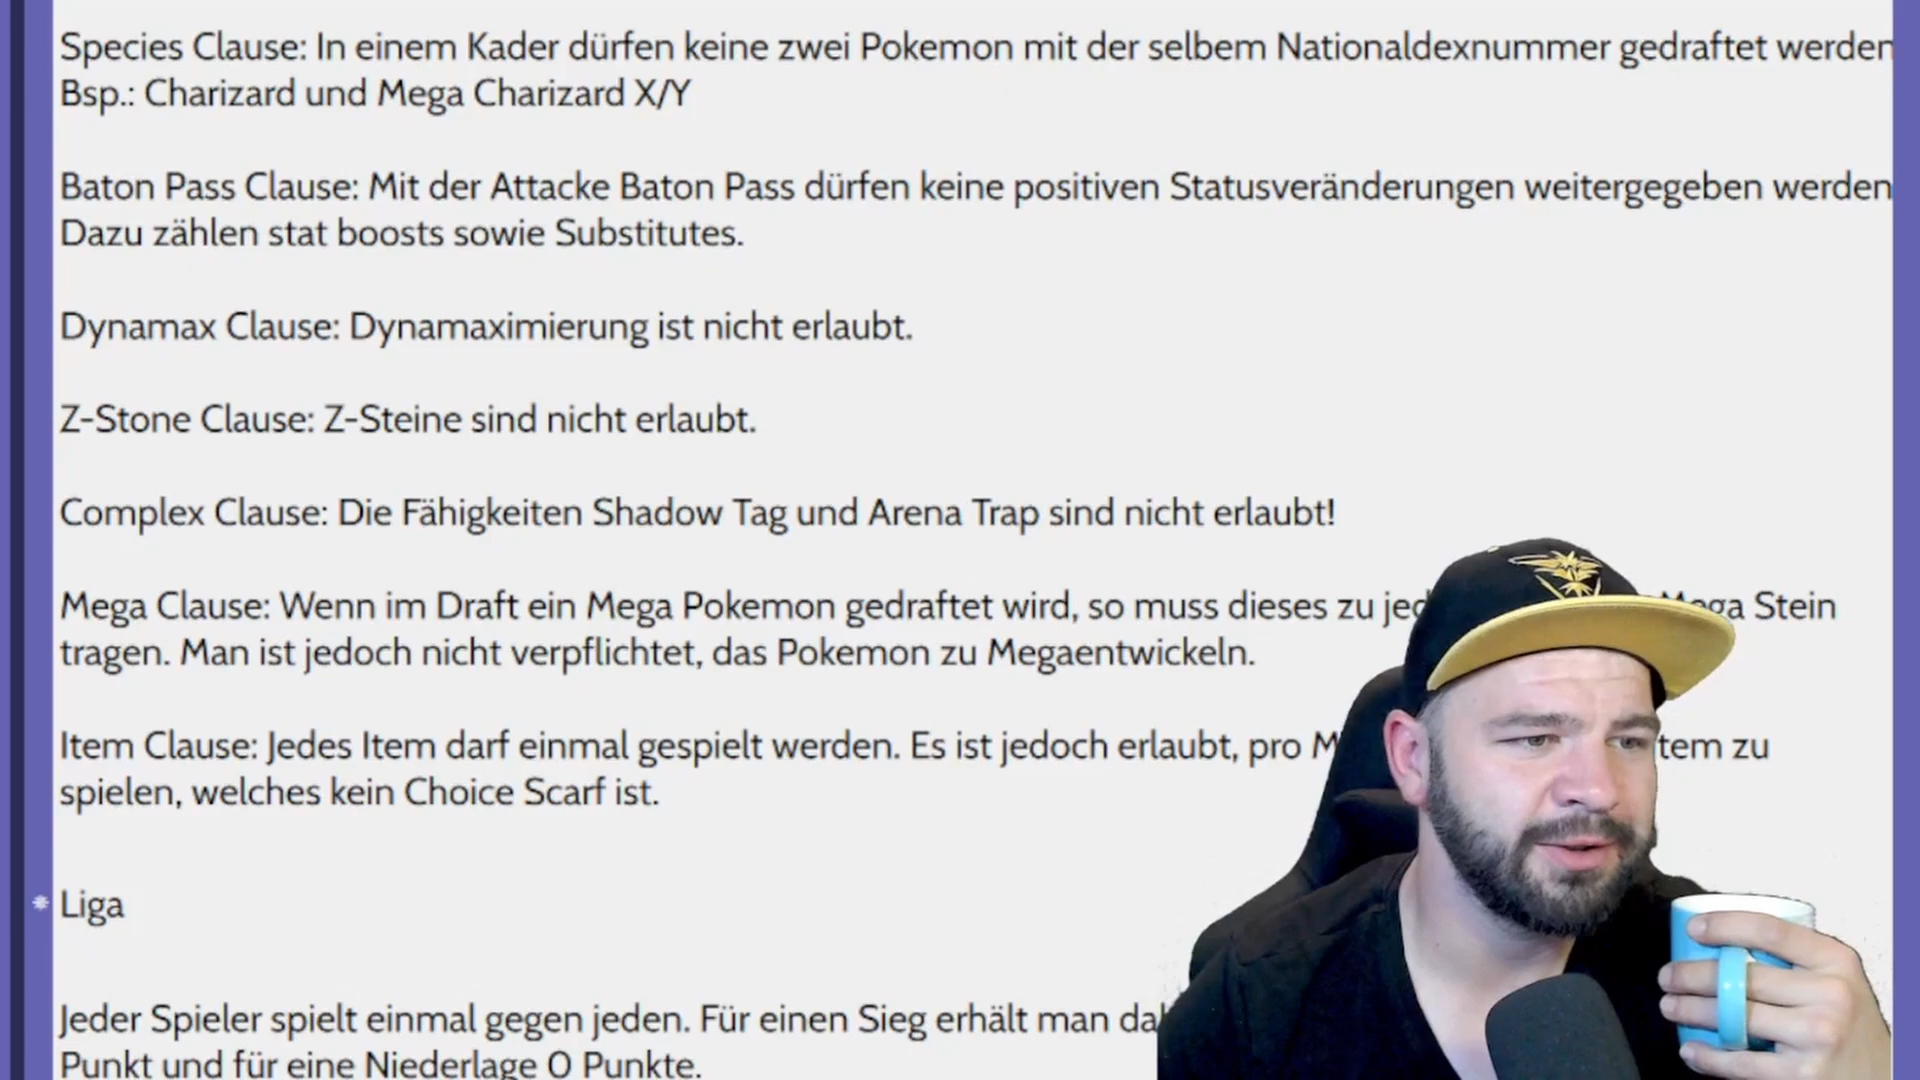 Species Clause: In einem Kader dürfen keine zwei Pokemon mit der selbem Nationaldexnummer gedraftet werden
Bsp.: Charizard und Mega Charizard X/Y
Baton Pass Clause: Mit der Attacke Baton Pass dürfen keine positiven Statusveränderungen weitergegeben werden
Dazu zählen stat boosts sowie Substitutes.
Dynamax Clause: Dynamaximierung ist nicht erlaubt.
Z-Stone Clause: Z-Steine sind nicht erlaubt.
Complex Clause: Die Fähigkeiten Shadow Tag und Arena Trap sind nicht erlaubt!
Mega Clause: Wenn im Draft ein Mega Pokemon gedraftet wird, so muss dieses zu Mega Stein
tragen. Man ist jedoch nicht verpflichtet, das Pokemon zu Megaentwickeln.
Item Clause: Jedes Item darf einmal gespielt werden. Es ist jedoch erlaubt, pro zu
spielen, welches kein Choice Scarf ist.
Liga
Jeder Spieler spielt einmal gegen jeden. Für einen Sieg erhält man
Punkt und für eine Niederlage 0 Punkte.